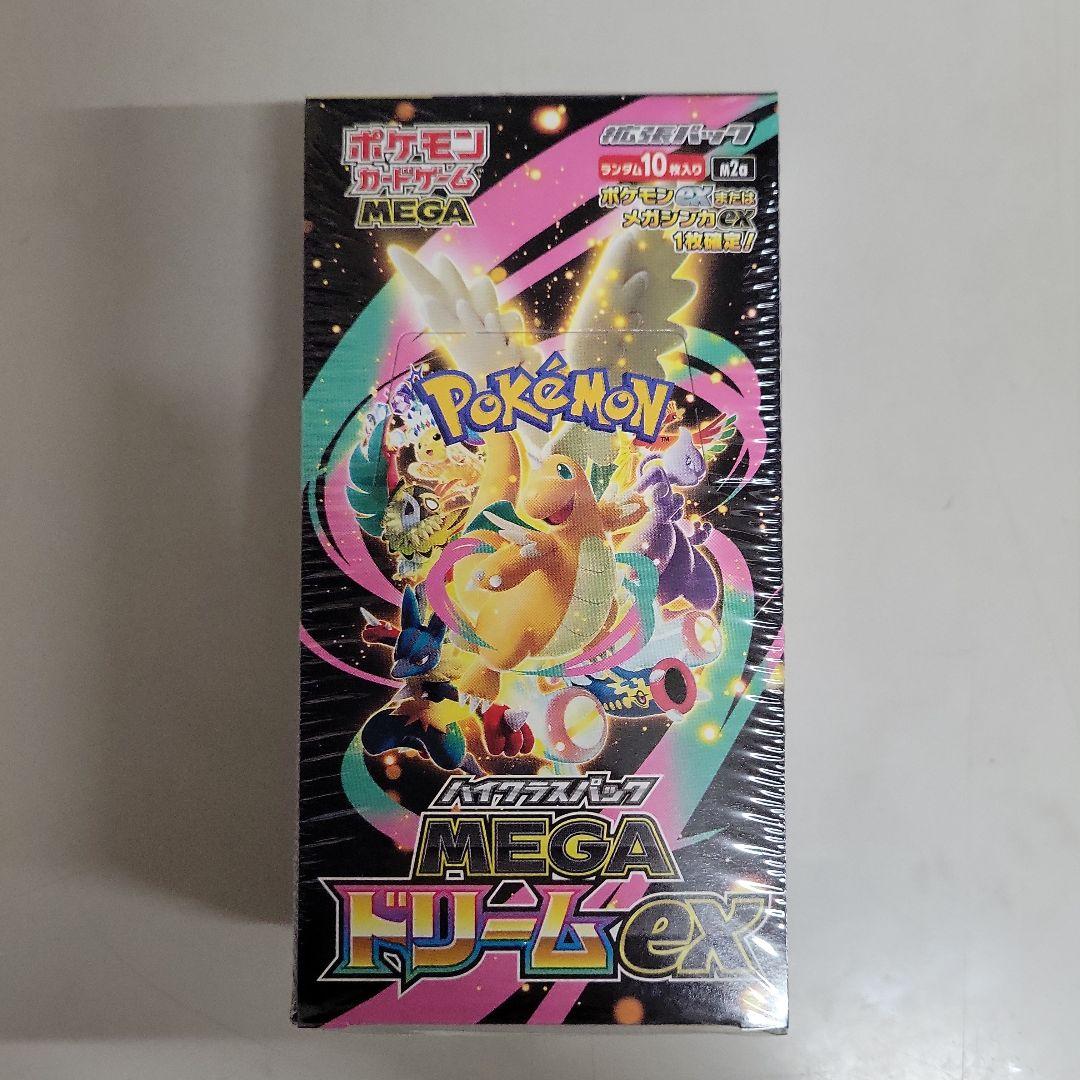 ポケモン
カードゲーム
MEGA
拡張パック
ランダム10枚入り M2a
ポケモンexまたは
メガシンカex
1枚確定!
POKéMON
TM
ハイクラスパック
MEGA
ドリームex